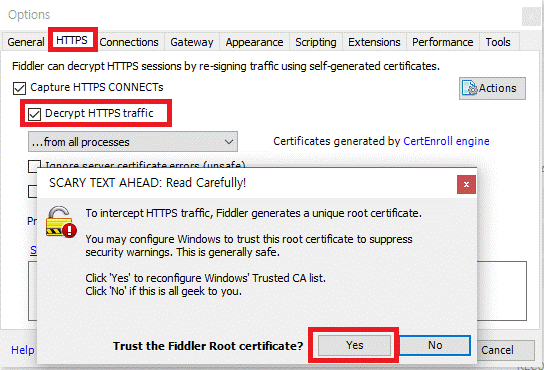 Options
General HTTPS Connections Gateway Appearance Scripting Extensions Performance Tools
Fiddler can decrypt HTTPS sessions by re-signing traffic using self-generated certificates.
Capture HTTPS CONNECTs
Actions
Decrypt HTTPS traffic
...from all processes
Certificates generated by CertEnroll engine
Ignore server certificate errors (unsafe)
SCARY TEXT AHEAD: Read Carefully!
To intercept HTTPS traffic, Fiddler generates a unique root certificate.
You may configure Windows to trust this root certificate to suppress
security warnings. This is generally safe.
Click 'Yes' to reconfigure Windows' Trusted CA list.
Click 'No' if this is all geek to you.
Trust the Fiddler Root certificate? Yes No
Help
Cancel